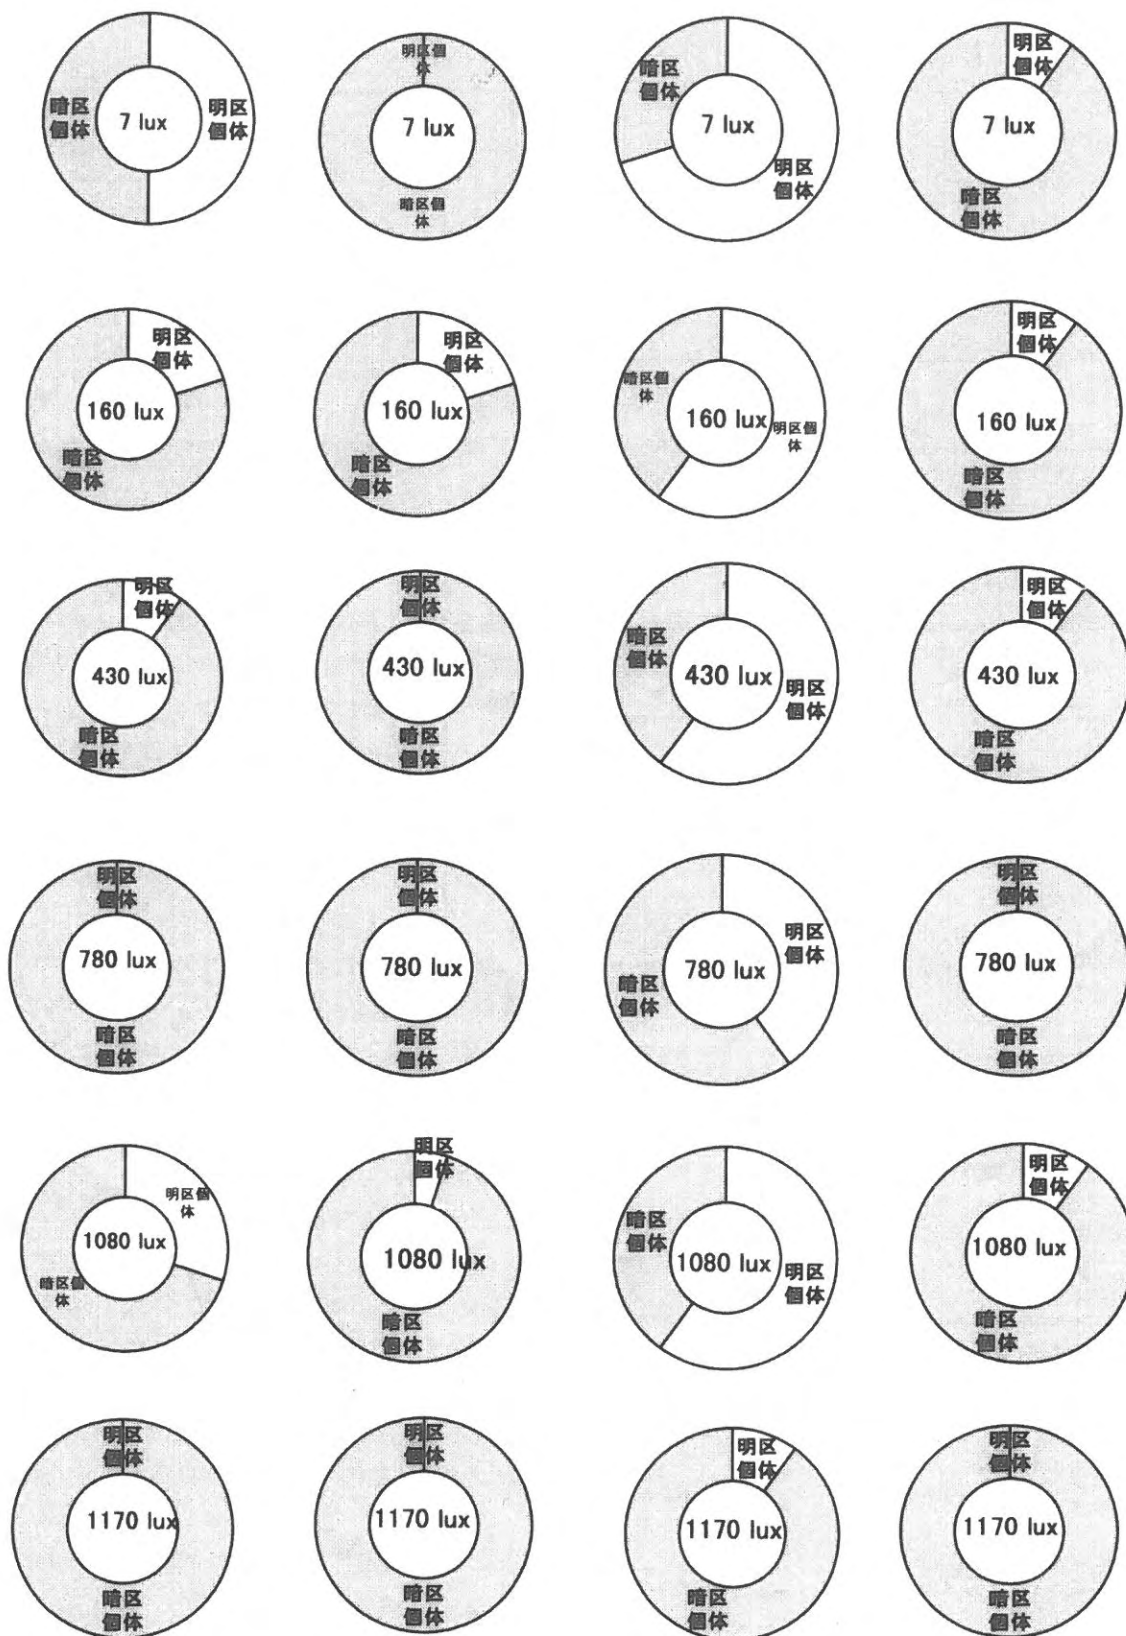 暗区
個体
7 lux
明区
個体
明区個
体
7 lux
暗区個
体
暗区
個体
7 lux
明区
個体
明区
個体
7 lux
暗区
個体
明区
個体
160 lux
暗区
個体
明区
個体
160 lux
暗区
個体
暗区個
体
160 lux
明区個
体
明区
個体
160 lux
暗区
個体
明区
個体
430 lux
暗区
個体
明区
個体
430 lux
暗区
個体
暗区
個体
430 lux
明区
個体
明区
個体
430 lux
暗区
個体
明区
個体
780 lux
暗区
個体
明区
個体
780 lux
暗区
個体
明区
個体
780 lux
暗区
個体
明区
個体
780 lux
暗区
個体
明区個
体
1080 lux
暗区個
体
明区
個体
1080 lux
暗区
個体
暗区
個体
1080 lux
明区
個体
明区
個体
1080 lux
暗区
個体
明区
個体
1170 lux
暗区
個体
明区
個体
1170 lux
暗区
個体
明区
個体
1170 lux
暗区
個体
明区
個体
1170 lux
暗区
個体